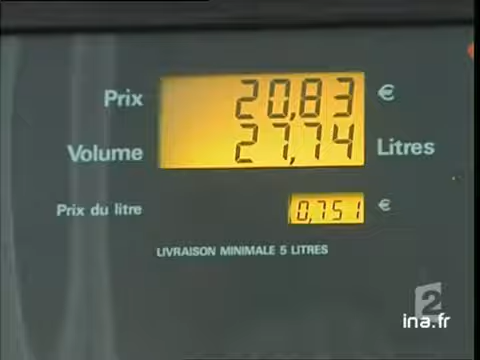 Prix 20,83 €
Volume 27,74 Litres
Prix du litre 0,751 €
LIVRAISON MINIMALE 5 LITRES
2
ina.fr